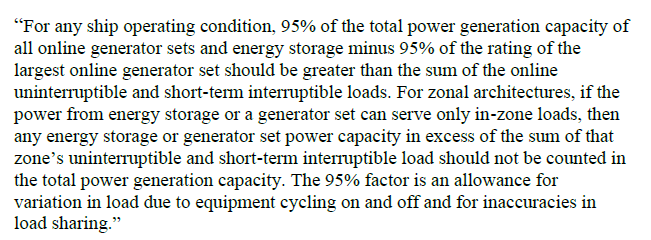 “For any ship operating condition, 95% of the total power generation capacity of
all online generator sets and energy storage minus 95% of the rating of the
largest online generator set should be greater than the sum of the online
uninterruptible and short-term interruptible loads. For zonal architectures, if the
power from energy storage or a generator set can serve only in-zone loads, then
any energy storage or generator set power capacity in excess of the sum of that
zone’s uninterruptible and short-term interruptible load should not be counted in
the total power generation capacity. The 95% factor is an allowance for
variation in load due to equipment cycling on and off and for inaccuracies in
load sharing.”